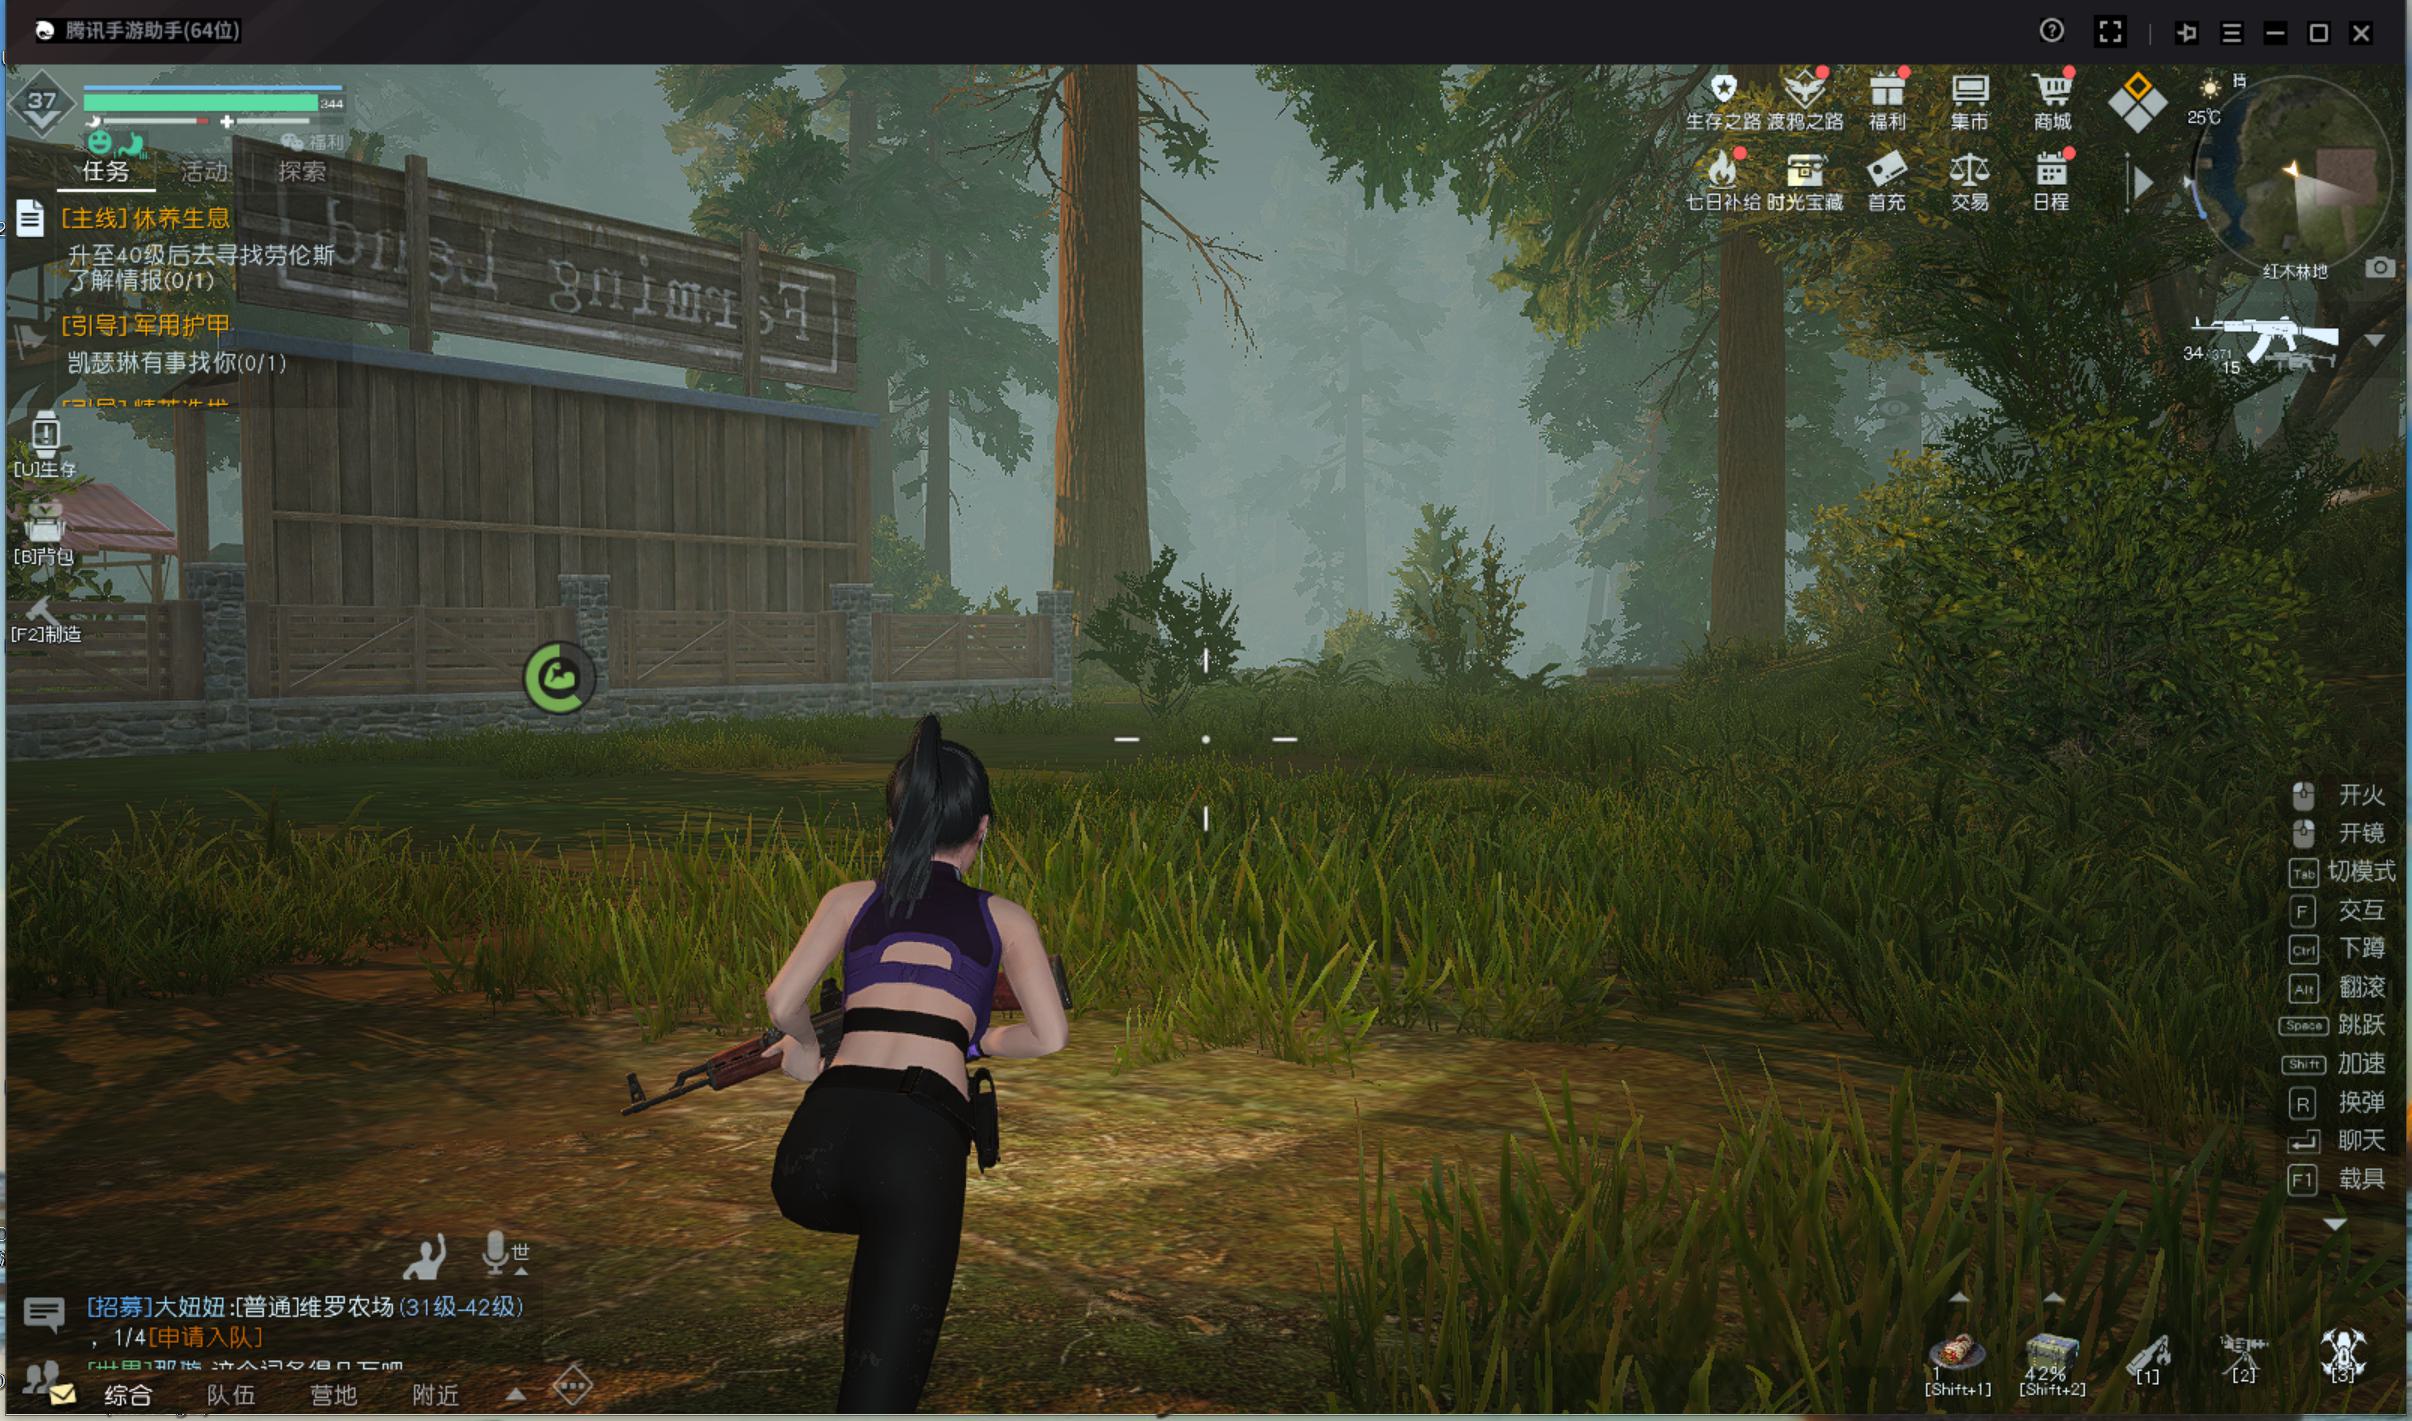 腾讯手游助手(64位)
37
344
福利
任务 活动 探索
[主线]休养生息
升至40级后去寻找劳伦斯
了解情报(0/1)
[引导]军用护甲
凯瑟琳有事找你(0/1)
[U]生存
[B]背包
[F2]制造
Farming Land
生存之路 渡鸦之路 福利 集市 商城
七日补给 时光宝藏 首充 交易 日程
25℃
红木林地
34/371
15
开火
开镜
Tab 切模式
F 交互
Ctrl 下蹲
Alt 翻滚
Space 跳跃
Shift 加速
R 换弹
聊天
F1 载具
世
[招募]大妞妞:[普通]维罗农场(31级-42级)
，1/4[申请入队]
综合 队伍 营地 附近
1 42%
[Shift+1] [Shift+2] [1] [2] [3]